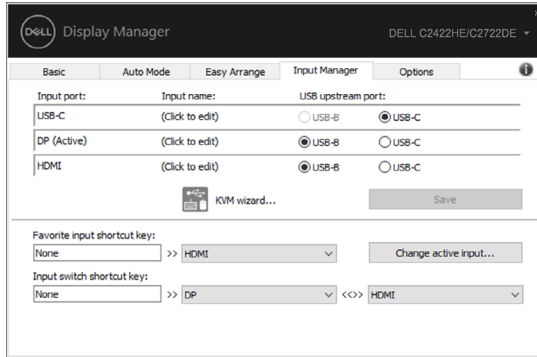 DELL Display Manager
DELL C2422HE/C2722DE
Basic Auto Mode Easy Arrange Input Manager Options
Input port: Input name: USB upstream port:
USB-C (Click to edit) USB-B USB-C
DP (Active) (Click to edit) USB-B USB-C
HDMI (Click to edit) USB-B USB-C
KVM wizard... Save
Favorite input shortcut key:
None >> HDMI Change active input...
Input switch shortcut key:
None >> DP <<>> HDMI